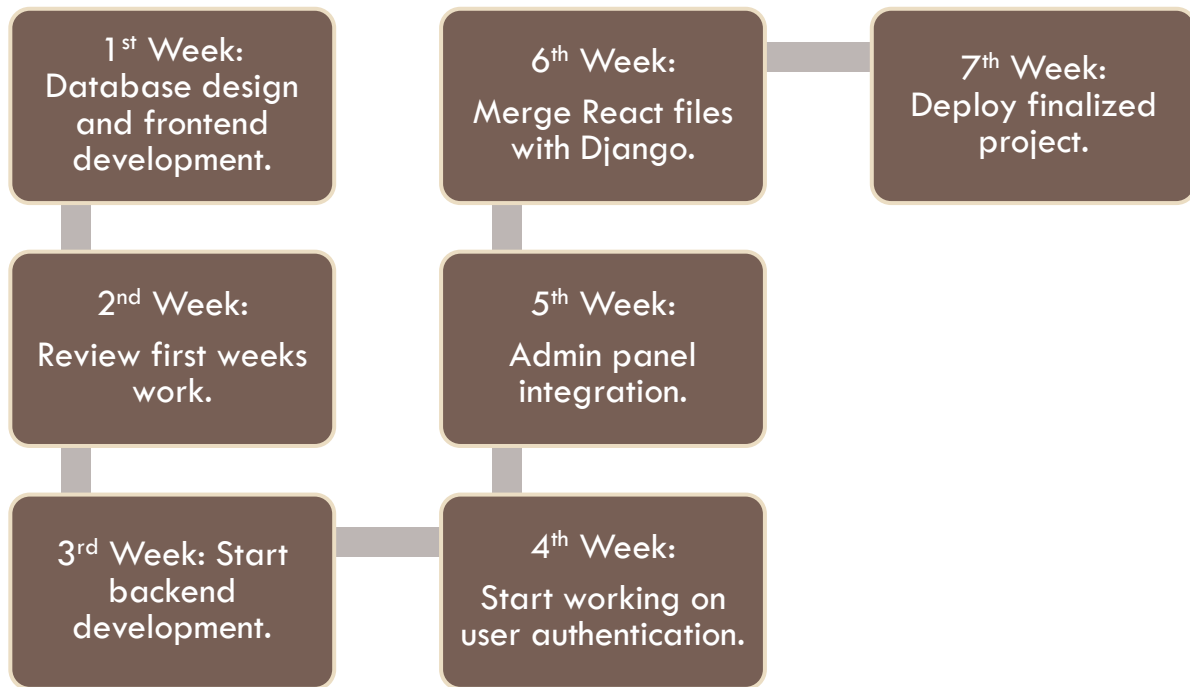 1st Week:
Database design
and frontend
development.
2nd Week:
Review first weeks
work.
3rd Week: Start
backend
development.
4th Week:
Start working on
user authentication.
5th Week:
Admin panel
integration.
6th Week:
Merge React files
with Django.
7th Week:
Deploy finalized
project.